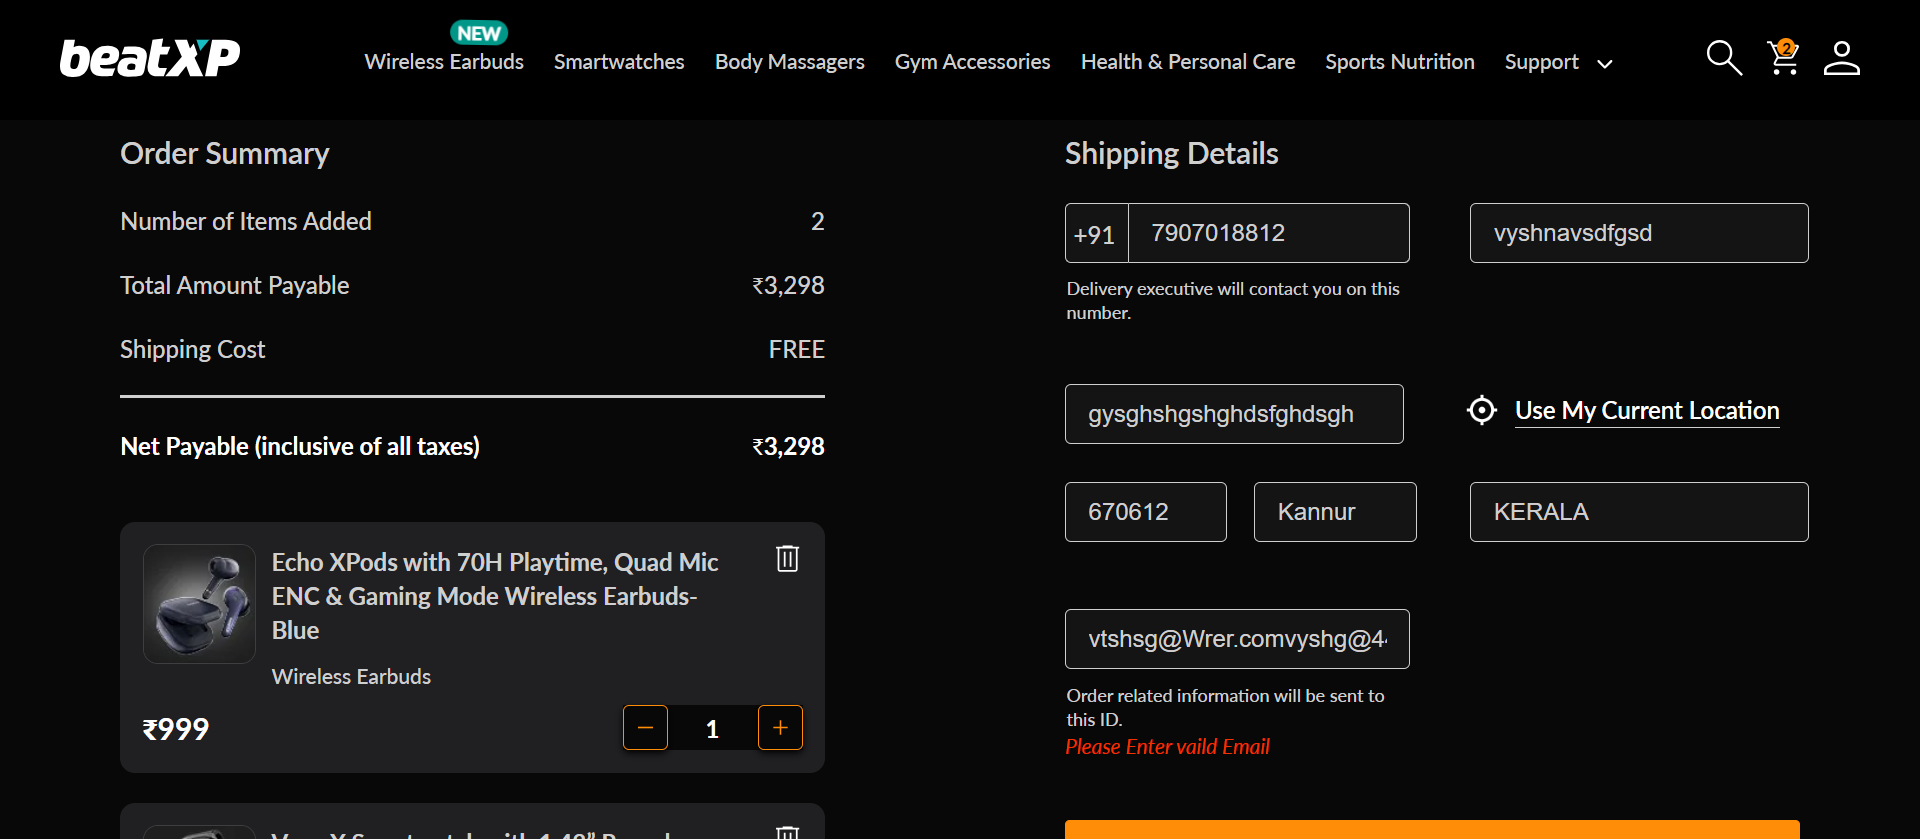 beatXP
NEW
Wireless Earbuds
Smartwatches
Body Massagers
Gym Accessories
Health & Personal Care
Sports Nutrition
Support
2
Order Summary
Number of Items Added 2
Total Amount Payable ₹3,298
Shipping Cost FREE
Net Payable (inclusive of all taxes) ₹3,298
Echo XPods with 70H Playtime, Quad Mic
ENC & Gaming Mode Wireless Earbuds-
Blue
Wireless Earbuds
₹999
1
Shipping Details
+91 7907018812
vyshnavsdfgsd
Delivery executive will contact you on this
number.
gysghshgshghdsfghdsgh
Use My Current Location
670612
Kannur
KERALA
vtshsg@Wrer.comvyshg@4
Order related information will be sent to
this ID.
Please Enter vaild Email